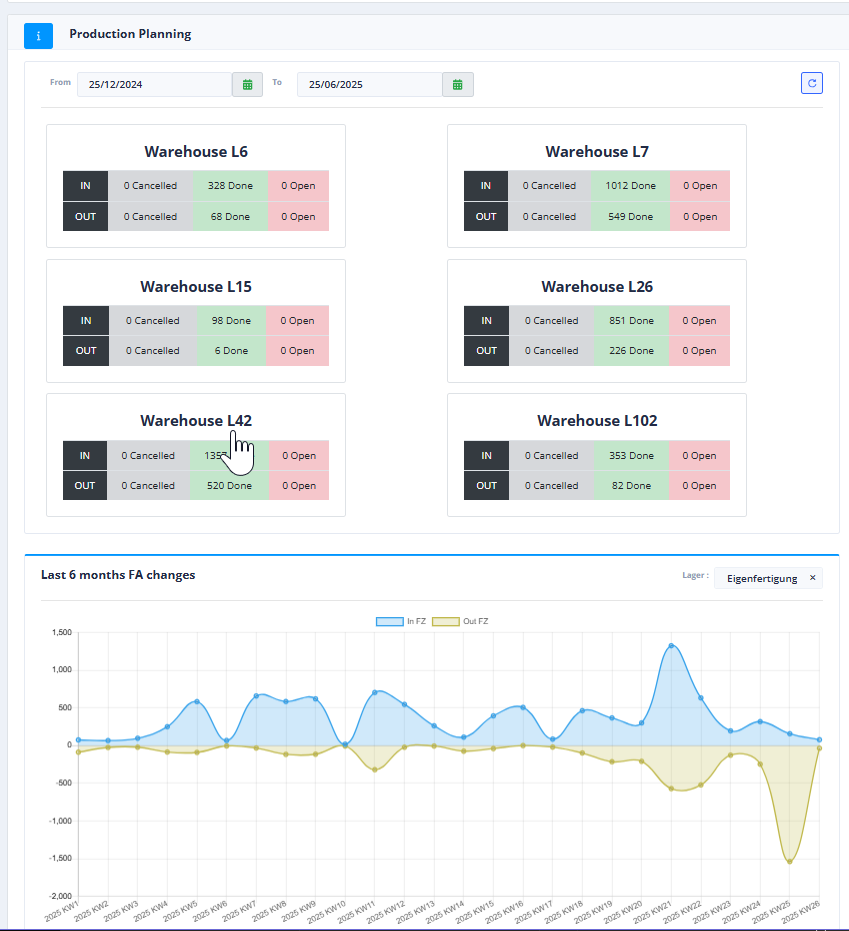 i Production Planning
From 25/12/2024 To 25/06/2025
Warehouse L6
IN 0 Cancelled 328 Done 0 Open
OUT 0 Cancelled 68 Done 0 Open
Warehouse L7
IN 0 Cancelled 1012 Done 0 Open
OUT 0 Cancelled 549 Done 0 Open
Warehouse L15
IN 0 Cancelled 98 Done 0 Open
OUT 0 Cancelled 6 Done 0 Open
Warehouse L26
IN 0 Cancelled 851 Done 0 Open
OUT 0 Cancelled 226 Done 0 Open
Warehouse L42
IN 0 Cancelled 0 Open
OUT 0 Cancelled 520 Done 0 Open
Warehouse L102
IN 0 Cancelled 353 Done 0 Open
OUT 0 Cancelled 82 Done 0 Open
Last 6 months FA changes
Lager : Eigenfertigung ×
In FZ Out FZ
1,500
1,000
500
0
-500
-1,000
-1,500
-2,000
2025 KW1
2025 KW2
2025 KW3
2025 KW4
2025 KW5
2025 KW6
2025 KW7
2025 KW8
2025 KW9
2025 KW10
2025 KW11
2025 KW12
2025 KW13
2025 KW14
2025 KW15
2025 KW16
2025 KW17
2025 KW18
2025 KW19
2025 KW20
2025 KW21
2025 KW22
2025 KW23
2025 KW24
2025 KW25
2025 KW26